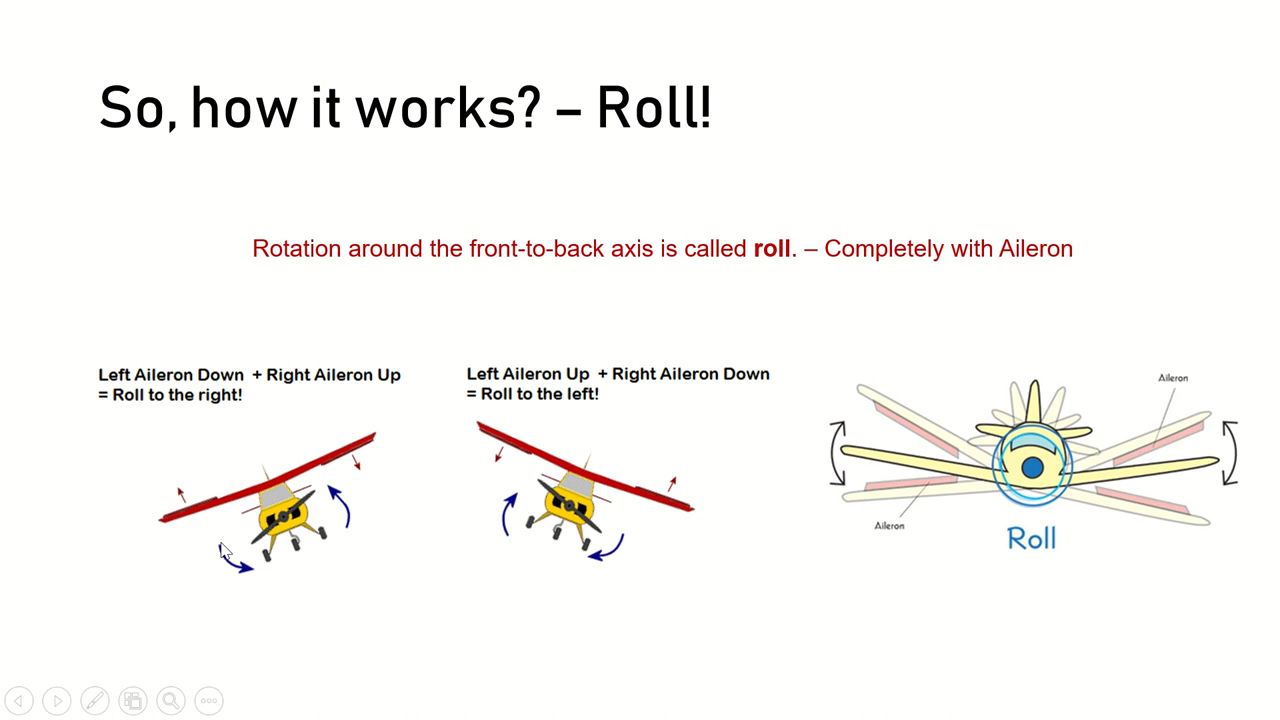 So, how it works? – Roll!
Rotation around the front-to-back axis is called roll. – Completely with Aileron
Left Aileron Down + Right Aileron Up
= Roll to the right!
Left Aileron Up + Right Aileron Down
= Roll to the left!
Aileron
Aileron
Roll